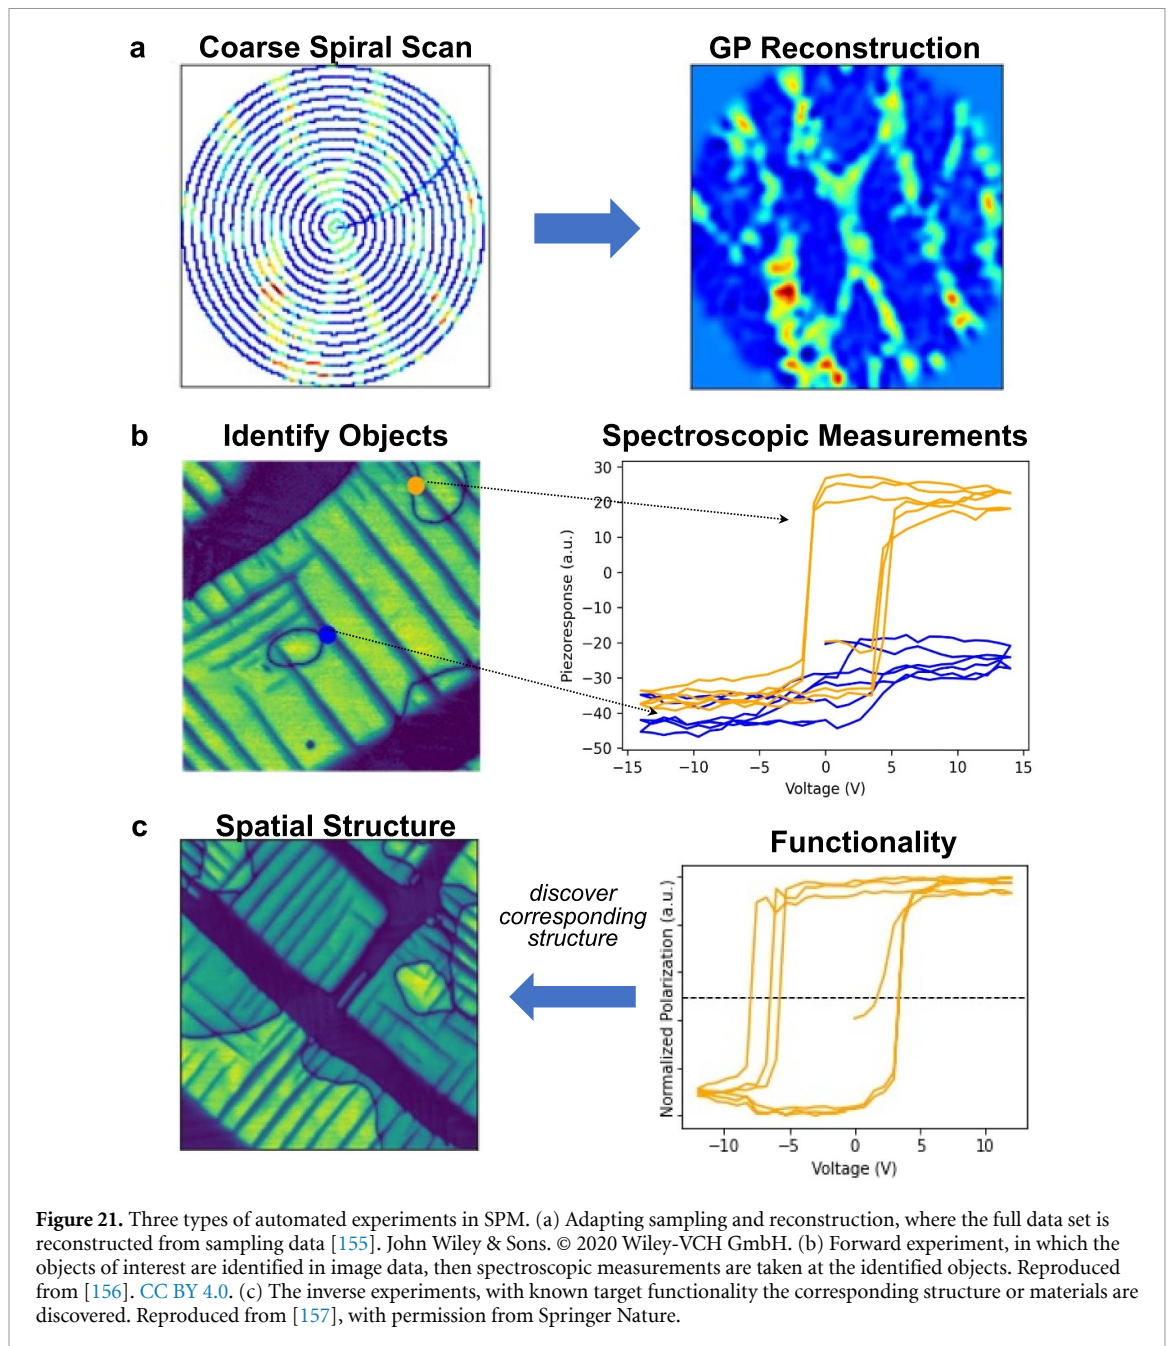 a
Coarse Spiral Scan
GP Reconstruction
b
Identify Objects
Spectroscopic Measurements
30
20
10
0
−10
−20
−30
−40
−50
Piezoresponse (a.u.)
−15 −10 −5 0 5 10 15
Voltage (V)
c
Spatial Structure
discover
corresponding
structure
Functionality
Normalized Polarization (a.u.)
−10 −5 0 5 10
Voltage (V)
Figure 21. Three types of automated experiments in SPM. (a) Adapting sampling and reconstruction, where the full data set is
reconstructed from sampling data [155]. John Wiley & Sons. © 2020 Wiley-VCH GmbH. (b) Forward experiment, in which the
objects of interest are identified in image data, then spectroscopic measurements are taken at the identified objects. Reproduced
from [156]. CC BY 4.0. (c) The inverse experiments, with known target functionality the corresponding structure or materials are
discovered. Reproduced from [157], with permission from Springer Nature.